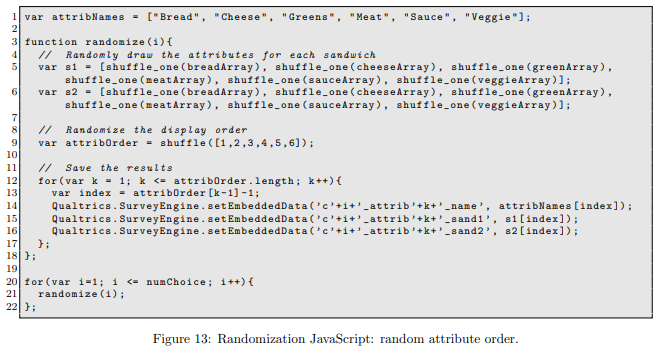 1 var attribNames = ["Bread", "Cheese", "Greens", "Meat", "Sauce", "Veggie"];
2
3 function randomize(i){
4   //  Randomly draw the attributes for each sandwich
5   var s1 = [shuffle_one(breadArray), shuffle_one(cheeseArray), shuffle_one(greenArray),
      shuffle_one(meatArray), shuffle_one(sauceArray), shuffle_one(veggieArray)];
6   var s2 = [shuffle_one(breadArray), shuffle_one(cheeseArray), shuffle_one(greenArray),
      shuffle_one(meatArray), shuffle_one(sauceArray), shuffle_one(veggieArray)];
7
8   //  Randomize the display order
9   var attribOrder = shuffle([1,2,3,4,5,6]);
10
11   //  Save the results
12   for(var k = 1; k <= attribOrder.length; k++){
13     var index = attribOrder[k-1]-1;
14     Qualtrics.SurveyEngine.setEmbeddedData('c'+i+'_attrib'+k+'_name', attribNames[index]);
15     Qualtrics.SurveyEngine.setEmbeddedData('c'+i+'_attrib'+k+'_sand1', s1[index]);
16     Qualtrics.SurveyEngine.setEmbeddedData('c'+i+'_attrib'+k+'_sand2', s2[index]);
17   };
18 };
19
20 for(var i=1; i <= numChoice; i++){
21   randomize(i);
22 };
Figure 13: Randomization JavaScript: random attribute order.